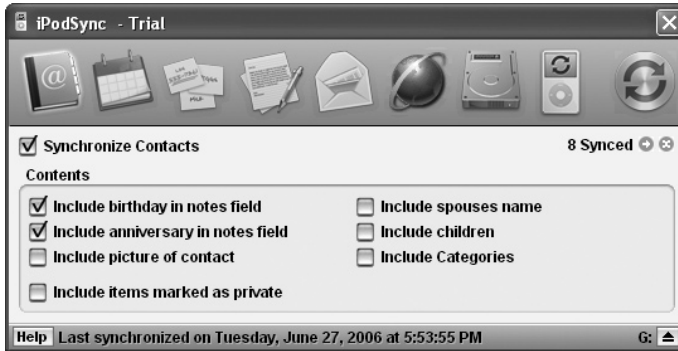 iPodSync - Trial
@
Synchronize Contacts
8 Synced
Contents
Include birthday in notes field
Include spouses name
Include anniversary in notes field
Include children
Include picture of contact
Include Categories
Include items marked as private
Help Last synchronized on Tuesday, June 27, 2006 at 5:53:55 PM G: